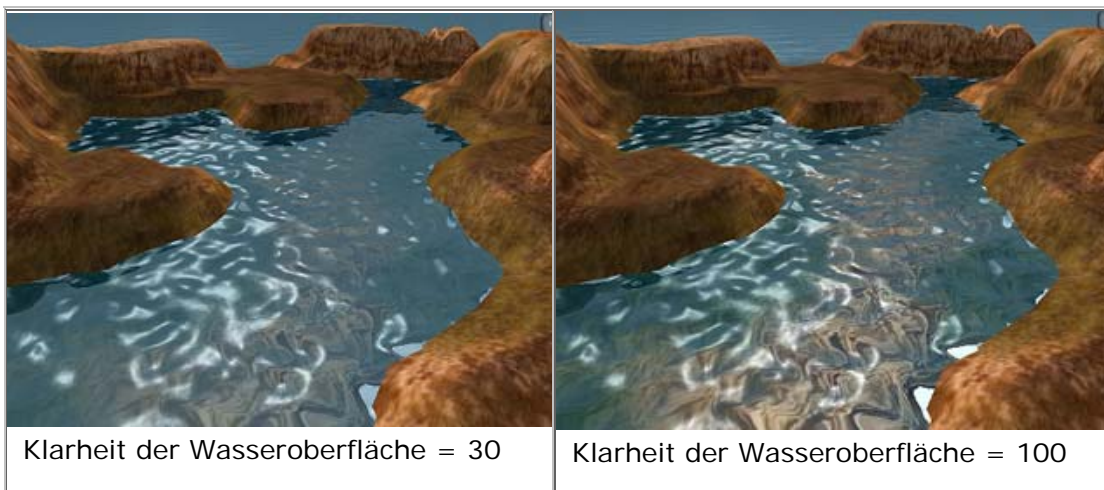 Klarheit der Wasseroberfläche = 30
Klarheit der Wasseroberfläche = 100